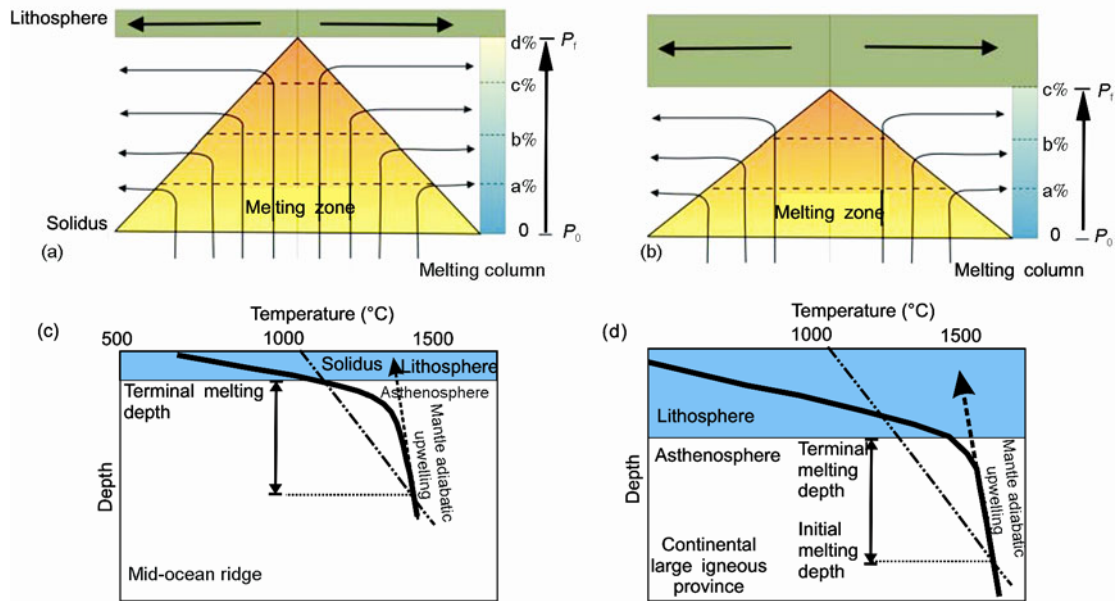 Lithosphere
d%
Pf
c%
b%
a%
Melting zone
Solidus
0
P0
(a)
Melting column
c%
Pf
b%
a%
Melting zone
0
P0
(b)
Melting column
(c)
Temperature (°C)
500
1000
1500
Solidus
Lithosphere
Terminal melting
depth
Asthenosphere
Mantle adiabatic
upwelling
Depth
Mid-ocean ridge
(d)
Temperature (°C)
1000
1500
Lithosphere
Asthenosphere
Terminal
melting
depth
Mantle adiabatic
upwelling
Depth
Initial
melting
depth
Continental
large igneous
province